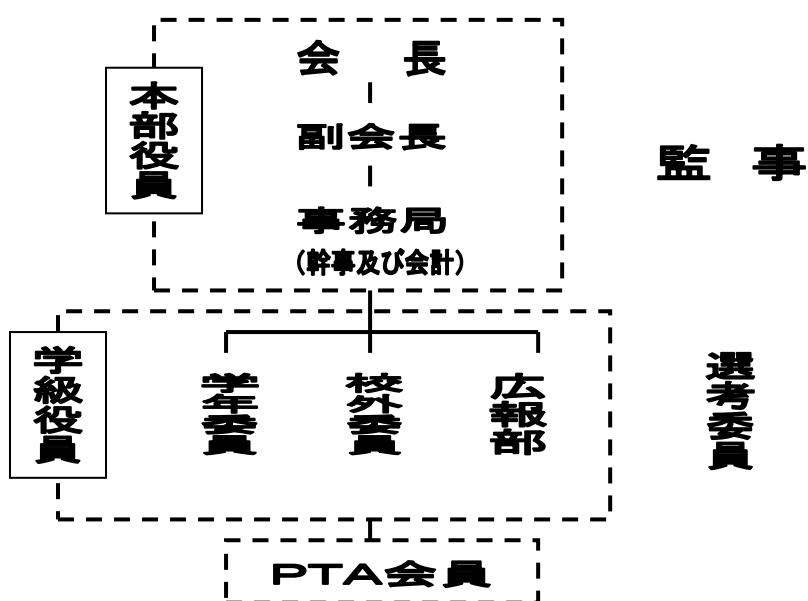 会　長
本部役員
副会長
監　事
事務局
(幹事及び会計)
学級役員
学年委員
校外委員
広報部
選考委員
PTA会員